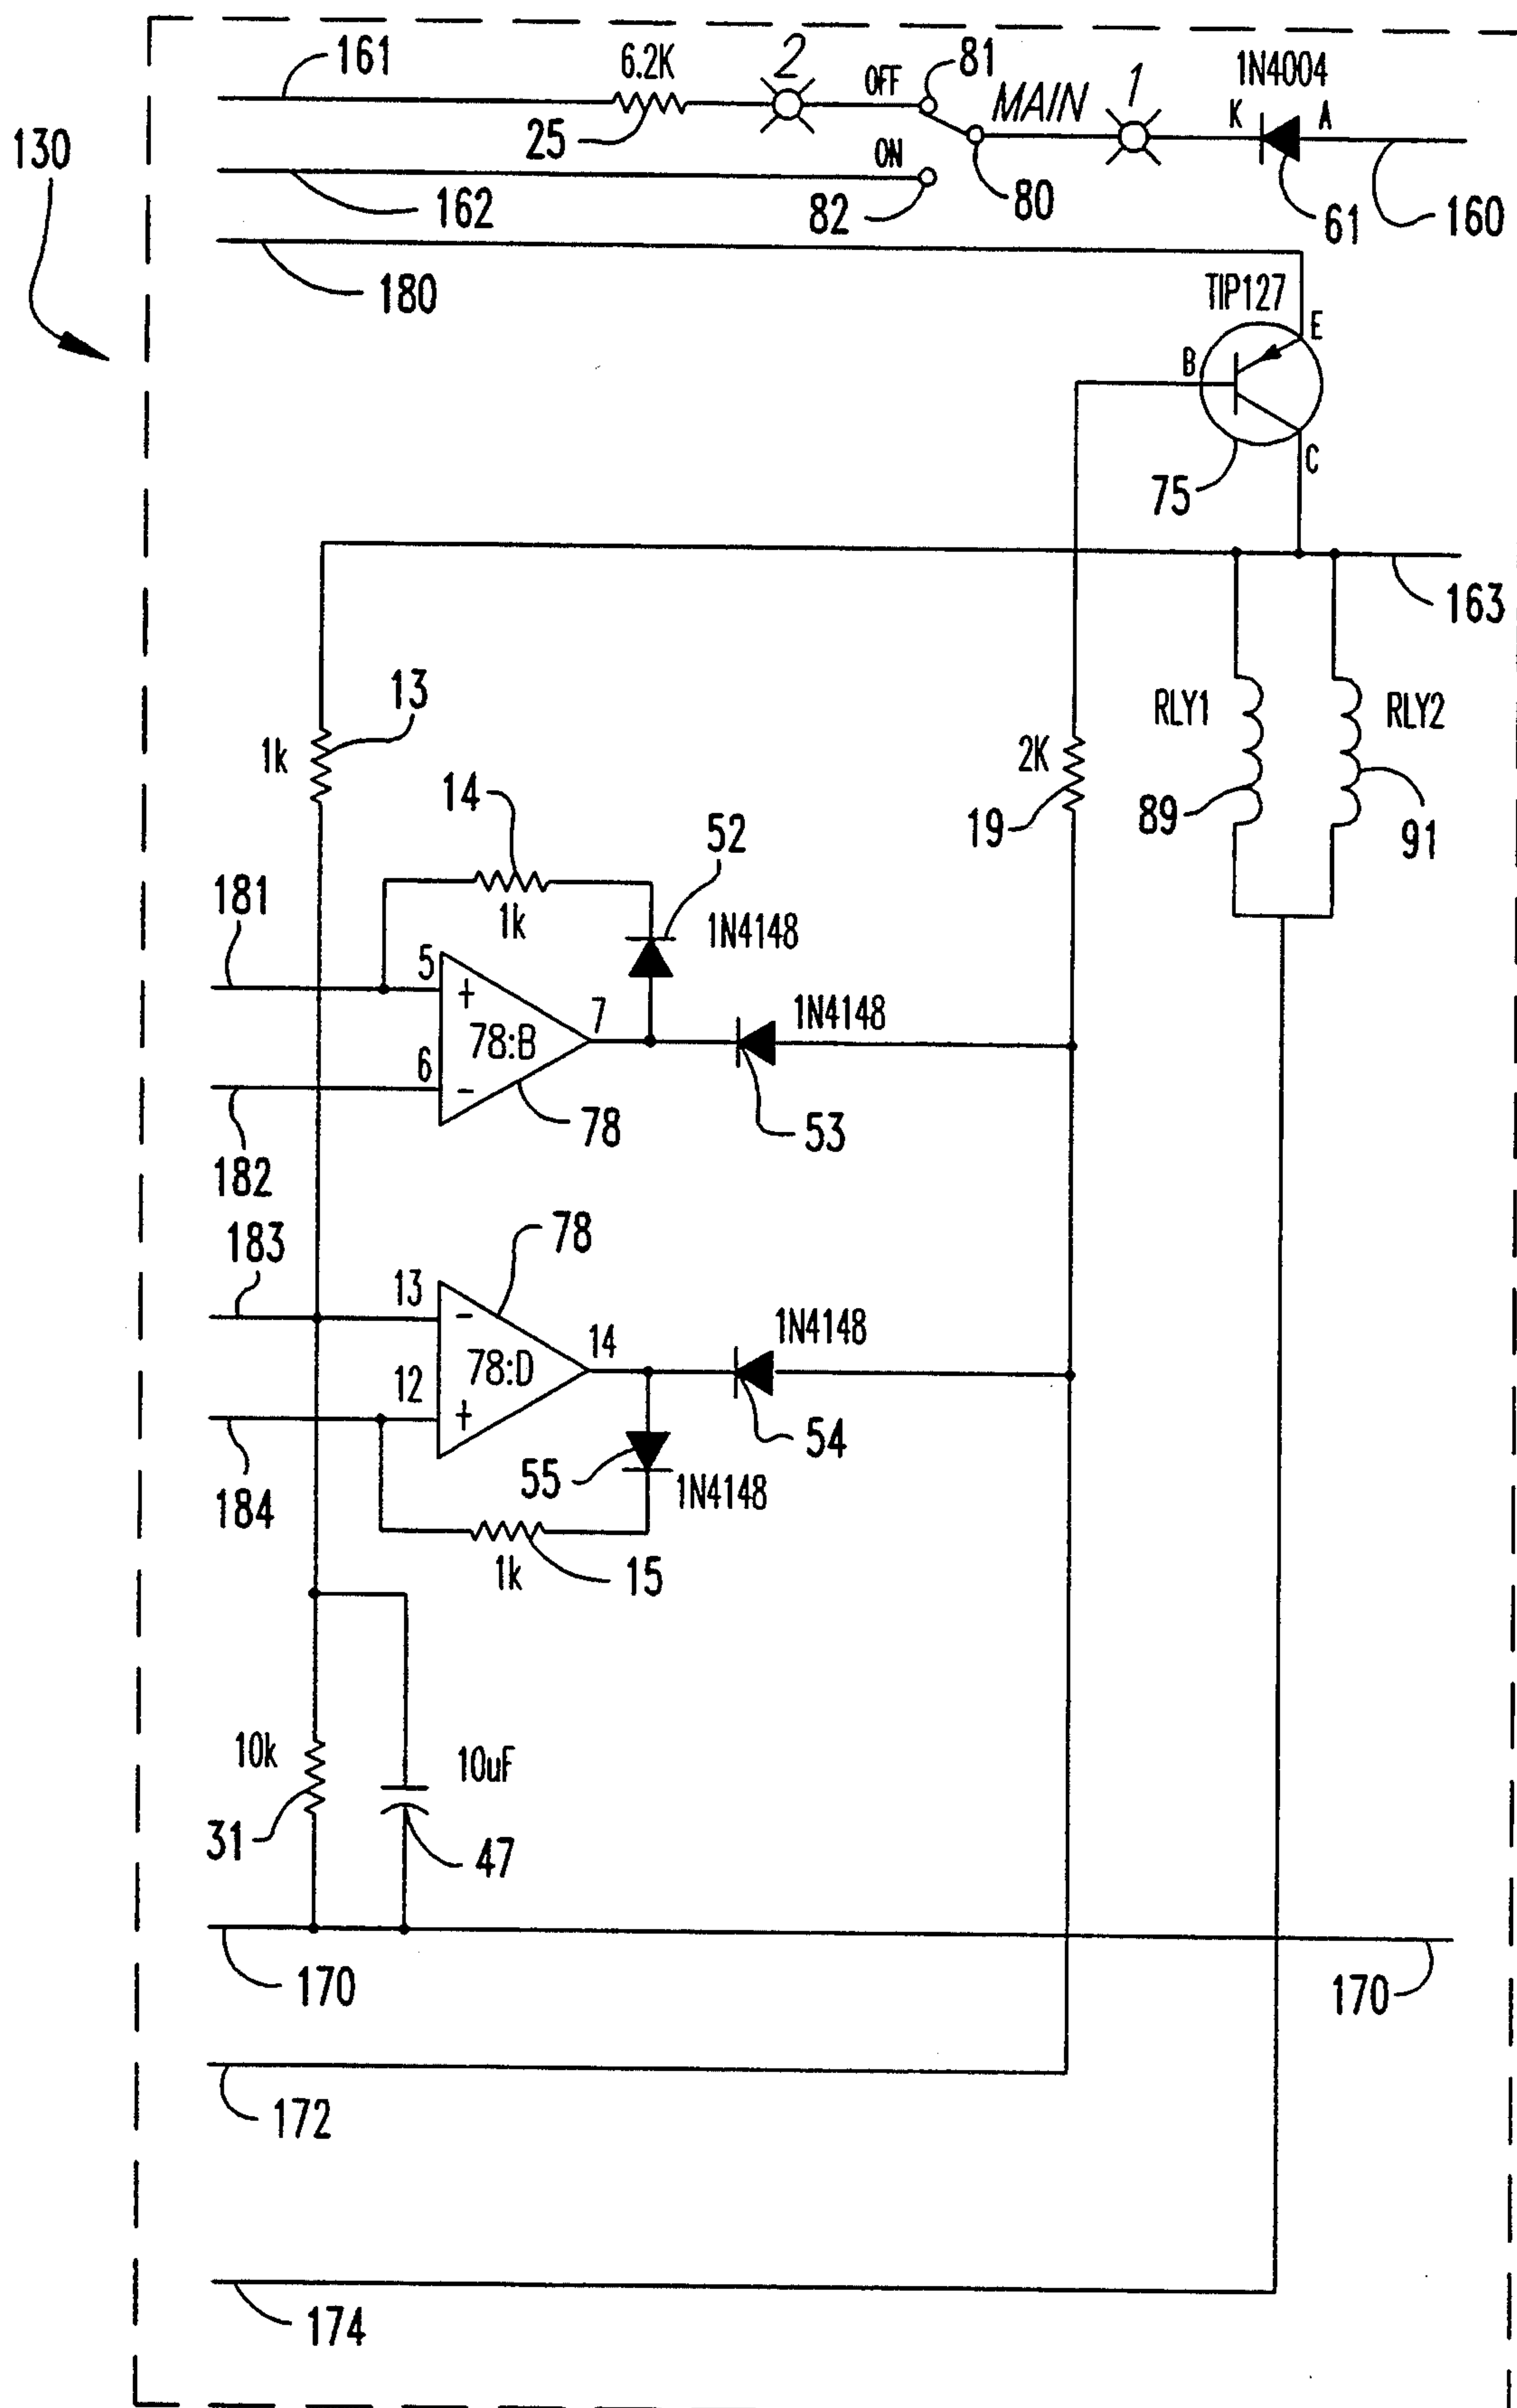 161
6.2K
2
OFF
81
MAIN
1
1N4004
130
25
K
A
ON
162
82
80
61
160
180
TIP127
E
B
C
75
163
13
1k
14
52
RLY1
RLY2
2K
19
89
91
181
1k
1N4148
5
+
78:B
7
1N4148
6
-
182
78
53
183
78
13
-
78:D
14
1N4148
12
+
184
55
1N4148
54
1k
15
10k
10uF
31
47
170
170
172
174